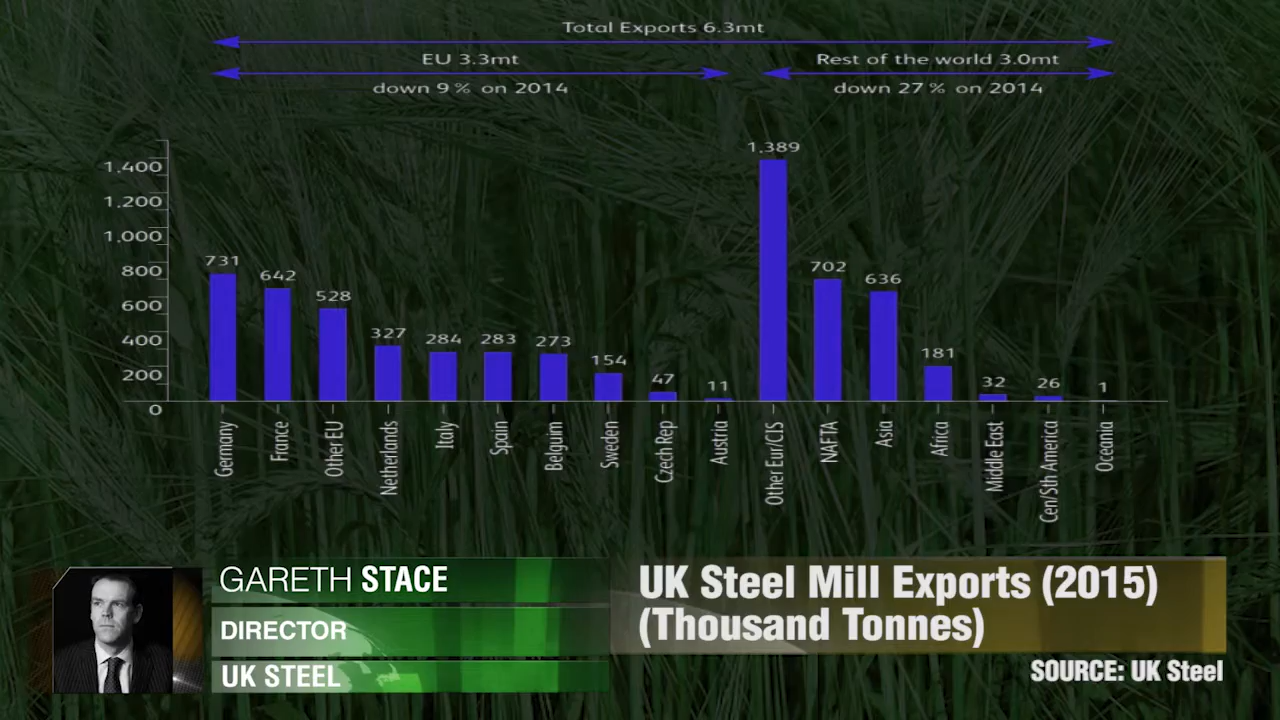 Total Exports 6.3mt
EU 3.3mt
Rest of the world 3.0mt
down 9% on 2014
down 27% on 2014
1,400
1,200
1,000
800
600
400
200
0
731
642
528
327
284
283
273
154
47
11
1,389
702
636
181
32
26
1
Germany
France
Other EU
Netherlands
Italy
Spain
Belgum
Sweden
Czech Rep
Austria
Other Eur/CIS
NAFTA
Asia
Africa
Middle East
Cen/Sth America
Oceania
GARETH STACE
DIRECTOR
UK STEEL
UK Steel Mill Exports (2015)
(Thousand Tonnes)
SOURCE: UK Steel